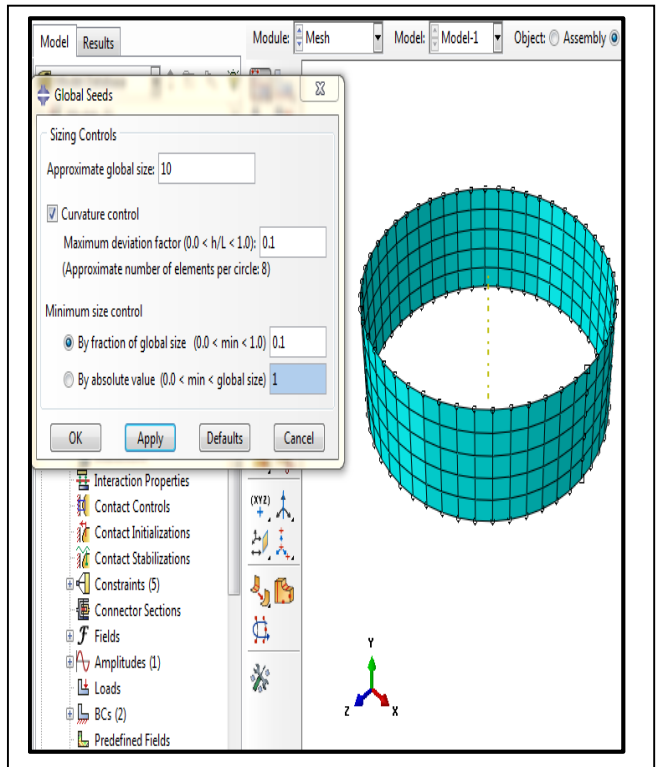 Model Results Module: Mesh Model: Model-1 Object: Assembly
Global Seeds
Sizing Controls
Approximate global size: 10
Curvature control
Maximum deviation factor (0.0 < h/L < 1.0): 0.1
(Approximate number of elements per circle: 8)
Minimum size control
By fraction of global size (0.0 < min < 1.0) 0.1
By absolute value (0.0 < min < global size) 1
OK Apply Defaults Cancel
Interaction Properties
Contact Controls
(XYZ)
Contact Initializations
Contact Stabilizations
Constraints (5)
Connector Sections
Fields
Amplitudes (1)
Loads
BCs (2)
Predefined Fields
Y
Z X